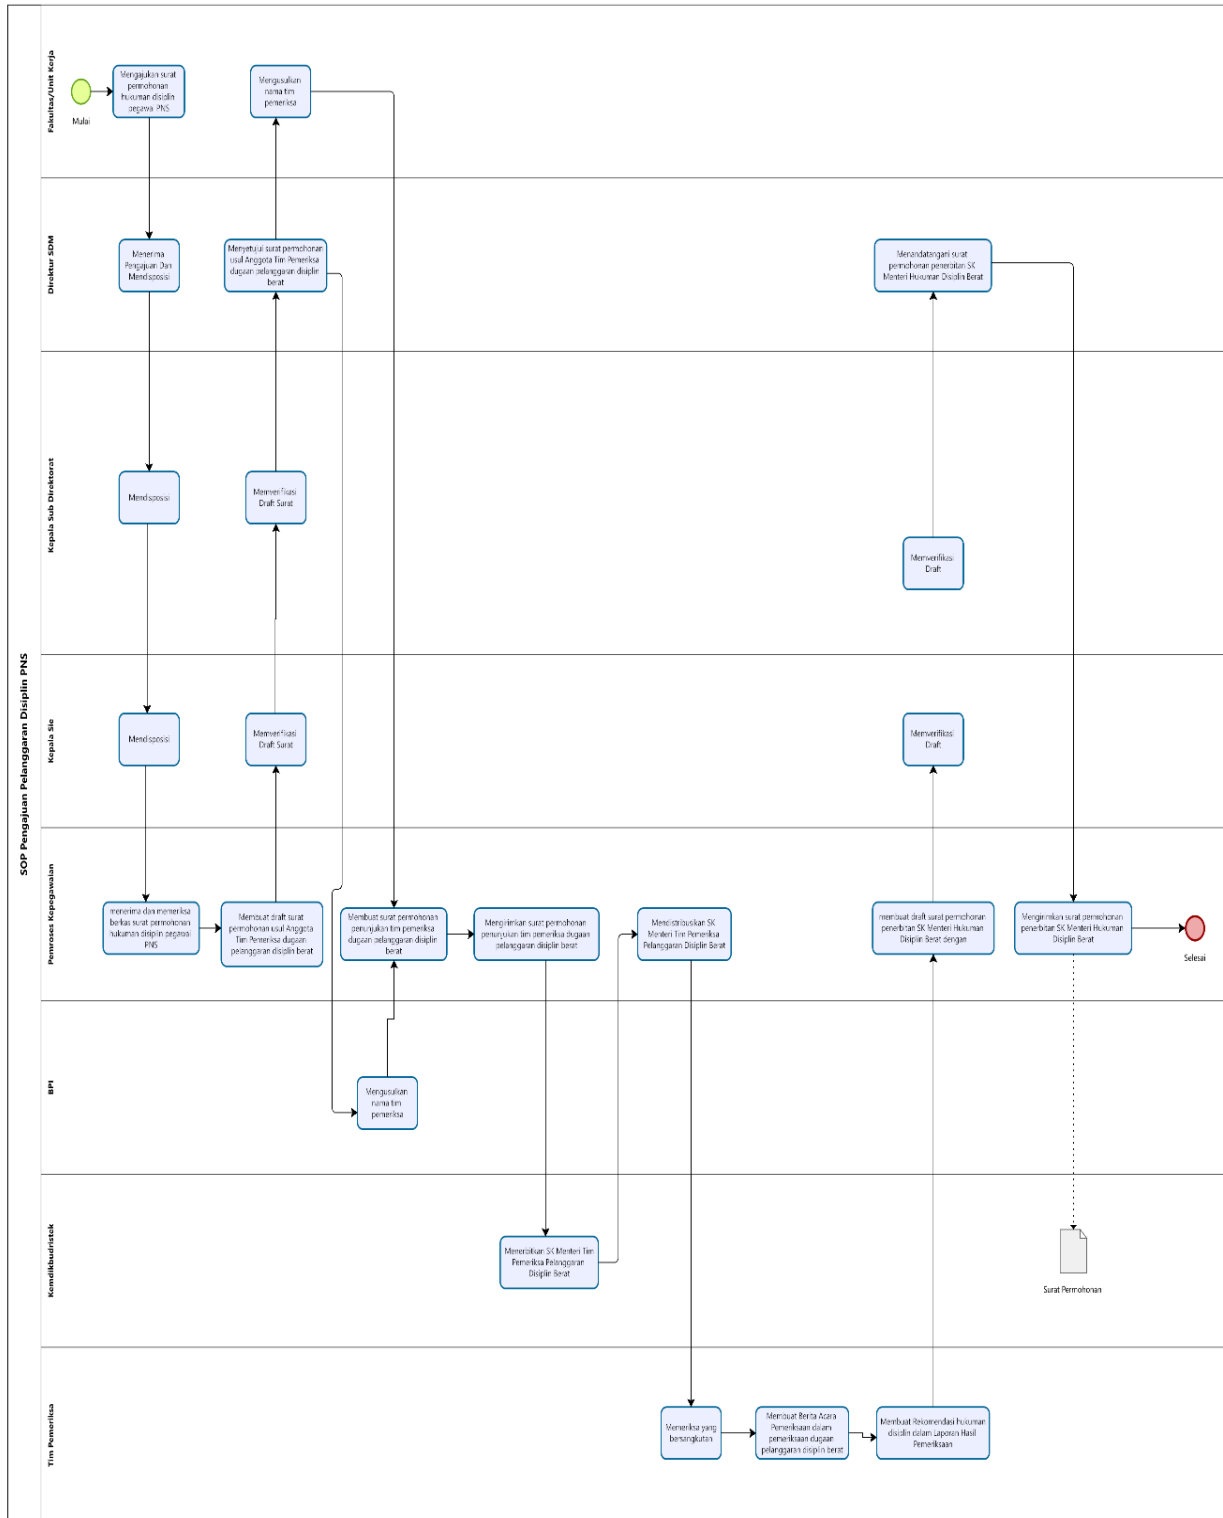 SOP Pengajuan Pelanggaran Disiplin PNS
Fakultas/Unit Kerja
Mulai
Mengajukan surat
permohonan
hukuman disiplin
pegawai PNS
Mengusulkan
nama tim
pemeriksa
Direktur SDM
Menerima
Pengajuan Dan
Mendisposisi
Menyetujui surat permohonan
usul Anggota Tim Pemeriksa
dugaan pelanggaran disiplin
berat
Menandatangani surat
permohonan penerbitan SK
Menteri Hukuman Disiplin Berat
Kepala Sub Direktorat
Mendisposisi
Memverifikasi
Draft Surat
Memverifikasi
Draft
Kepala Sie
Mendisposisi
Memverifikasi
Draft Surat
Memverifikasi
Draft
Pemroses Kepegawaian
menerima dan memeriksa
berkas surat permohonan
hukuman disiplin pegawai
PNS
Membuat draft surat
permohonan usul Anggota
Tim Pemeriksa dugaan
pelanggaran disiplin berat
Membuat surat permohonan
penunjukan tim pemeriksa
dugaan pelanggaran disiplin
berat
Mengirimkan surat permohonan
penunjukan tim pemeriksa dugaan
pelanggaran disiplin berat
Mendistribusikan SK
Menteri Tim Pemeriksa
Pelanggaran Disiplin Berat
membuat draft surat permohonan
penerbitan SK Menteri Hukuman
Disiplin Berat dengan
Mengirimkan surat permohonan
penerbitan SK Menteri Hukuman
Disiplin Berat
Selesai
BPI
Mengusulkan
nama tim
pemeriksa
Kemdikbudristek
Menerbitkan SK Menteri Tim
Pemeriksa Pelanggaran
Disiplin Berat
Surat Permohonan
Tim Pemeriksa
Memeriksa yang
bersangkutan
Membuat Berita Acara
Pemeriksaan dalam
pemeriksaan dugaan
pelanggaran disiplin berat
Membuat Rekomendasi hukuman
disiplin dalam Laporan Hasil
Pemeriksaan